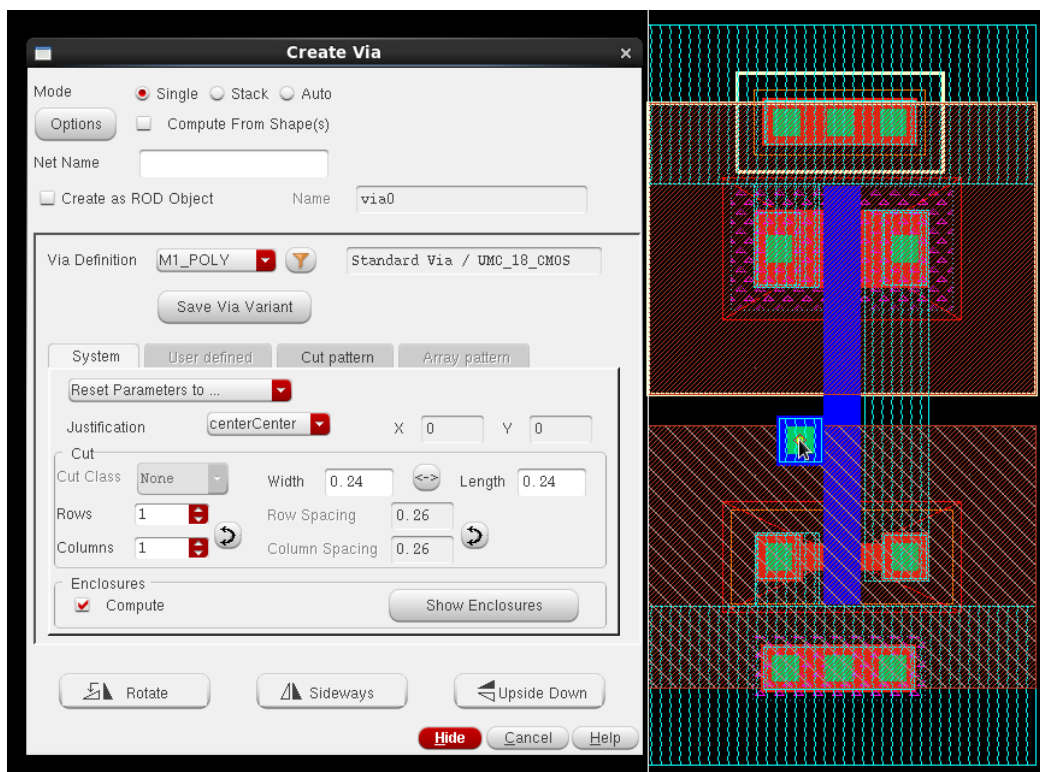 Create Via
Mode Single Stack Auto
Options Compute From Shape(s)
Net Name
Create as ROD Object Name via0
Via Definition M1_POLY Standard Via / UMC_18_CMOS
Save Via Variant
System User defined Cut pattern Array pattern
Reset Parameters to ...
Justification centerCenter X 0 Y 0
Cut
Cut Class None Width 0.24 <-> Length 0.24
Rows 1 Row Spacing 0.26
Columns 1 Column Spacing 0.26
Enclosures
Compute Show Enclosures
Rotate Sideways Upside Down
Hide Cancel Help